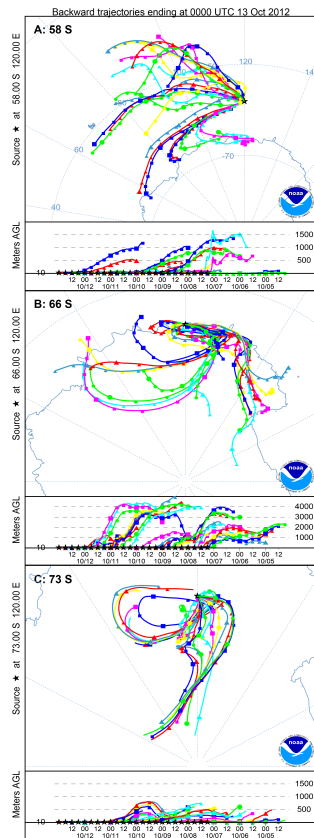 Backward trajectories ending at 0000 UTC 13 Oct 2012
A: 58 S
Source ★ at 58.00 S 120.00 E
120
-60
-70
60
40
noaa
Meters AGL
1500
1000
500
10
12 00 12 00 12 00 12 00 12 00 12 00 12 00 12 00 12
10/12 10/11 10/10 10/09 10/08 10/07 10/06 10/05
B: 66 S
Source ★ at 66.00 S 120.00 E
noaa
Meters AGL
4000
3000
2000
1000
10
12 00 12 00 12 00 12 00 12 00 12 00 12 00 12 00 12
10/12 10/11 10/10 10/09 10/08 10/07 10/06 10/05
C: 73 S
Source ★ at 73.00 S 120.00 E
noaa
Meters AGL
1500
1000
500
10
12 00 12 00 12 00 12 00 12 00 12 00 12 00 12 00 12
10/12 10/11 10/10 10/09 10/08 10/07 10/06 10/05